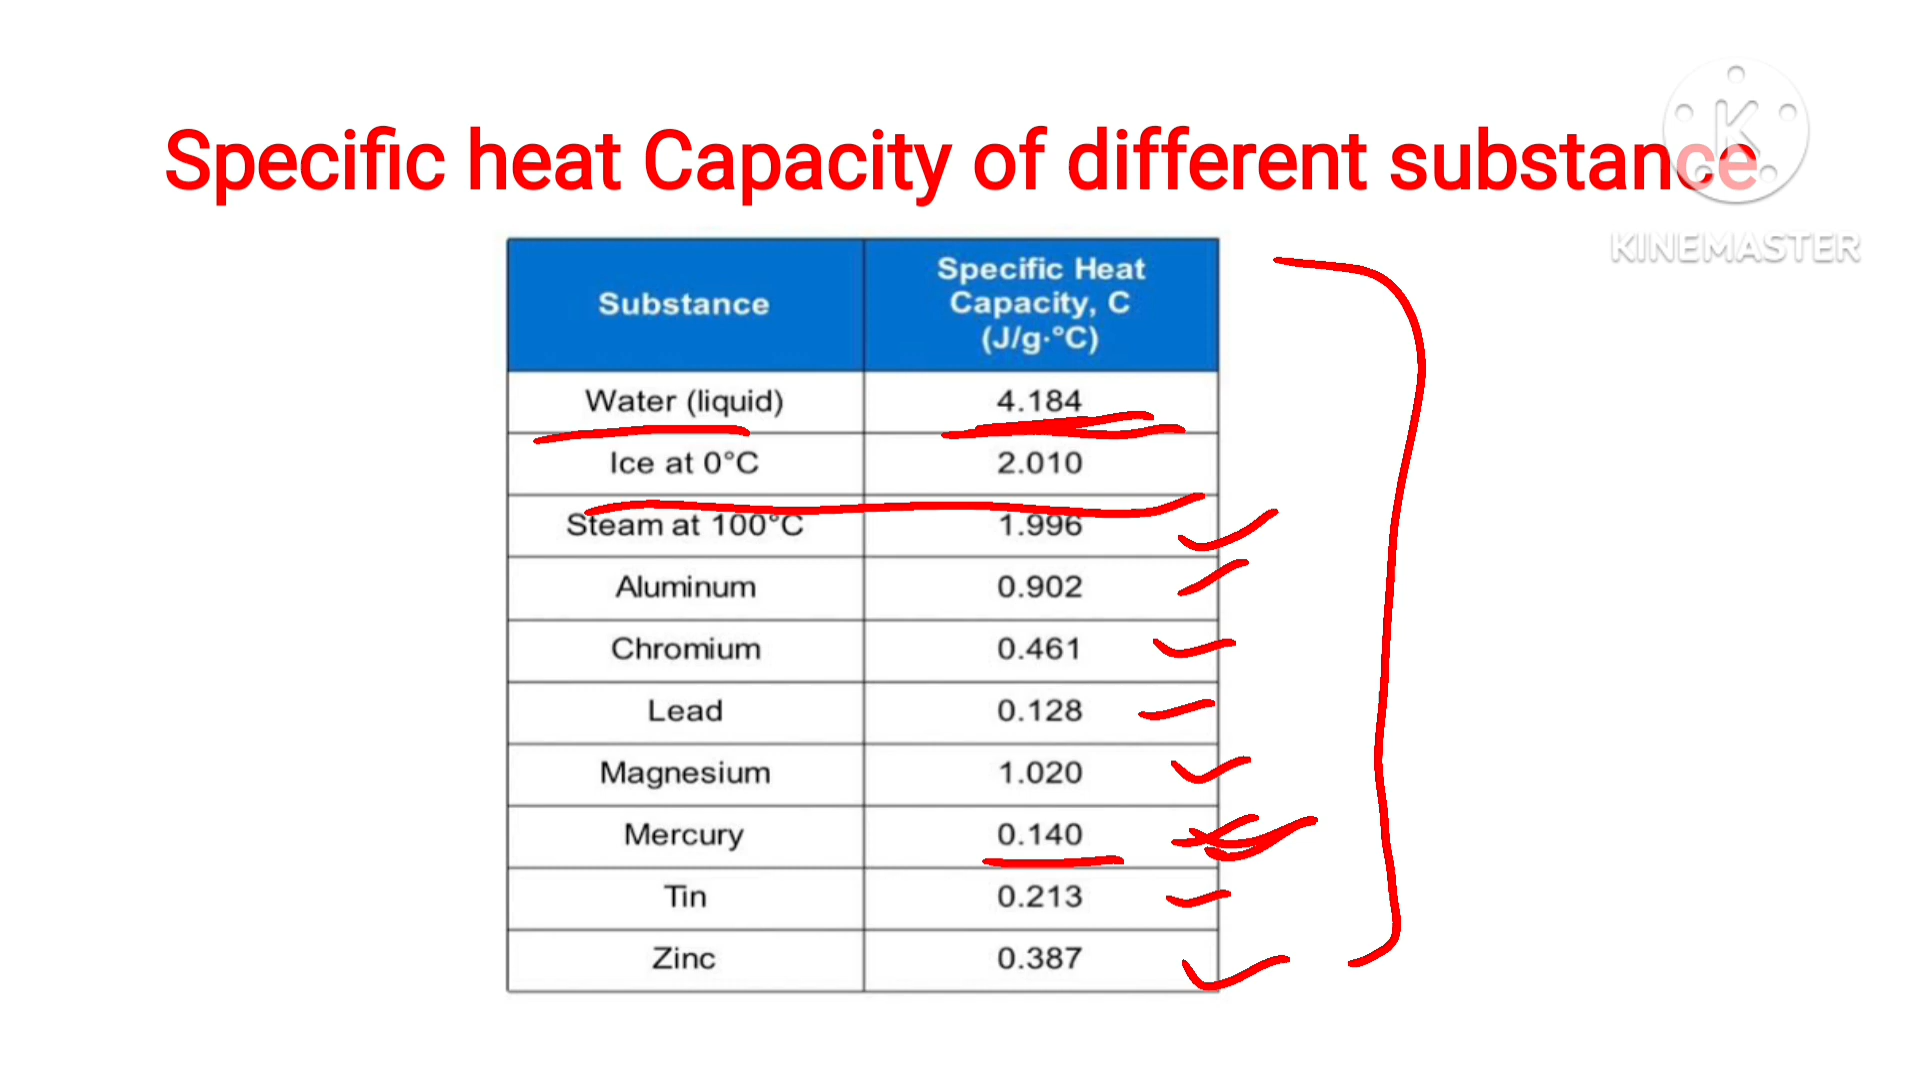 Specific heat Capacity of different substance
K
KINEMASTER
Substance
Specific Heat
Capacity, C
(J/g·°C)
Water (liquid) 4.184
Ice at 0°C 2.010
Steam at 100°C 1.996
Aluminum 0.902
Chromium 0.461
Lead 0.128
Magnesium 1.020
Mercury 0.140
Tin 0.213
Zinc 0.387